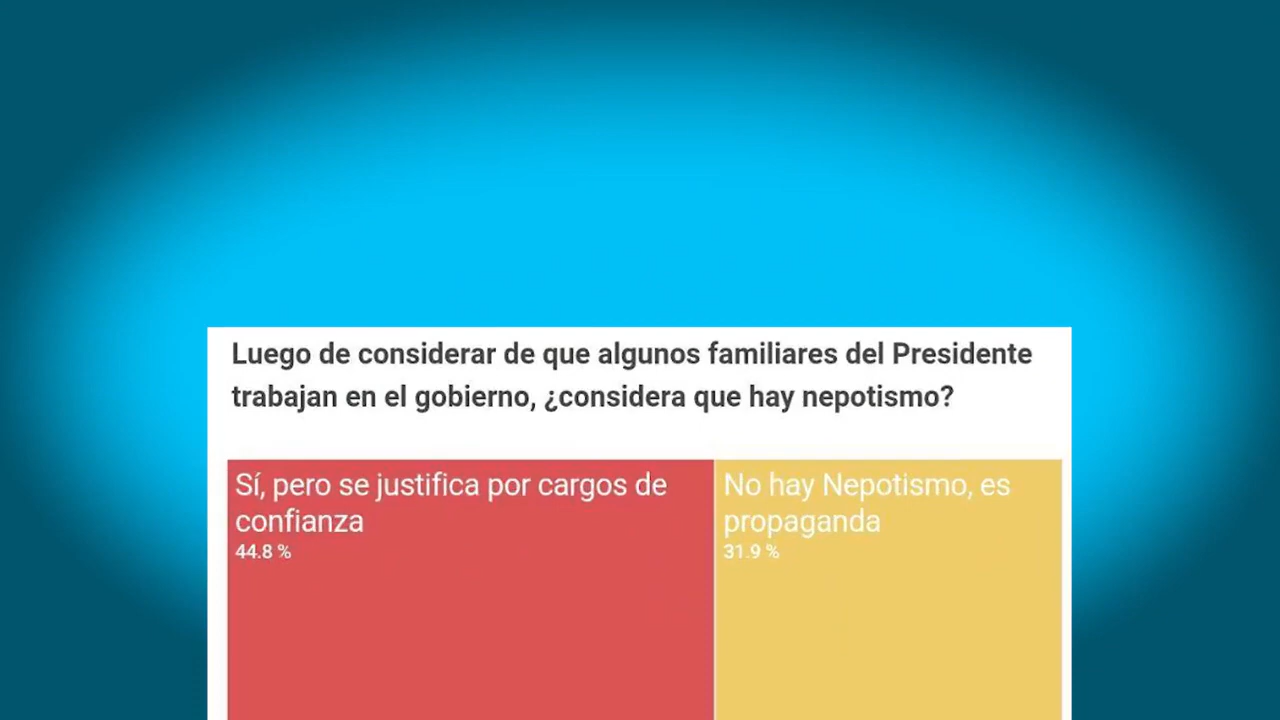 Luego de considerar de que algunos familiares del Presidente
trabajan en el gobierno, ¿considera que hay nepotismo?
Sí, pero se justifica por cargos de
confianza
44.8 %
No hay Nepotismo, es
propaganda
31.9 %